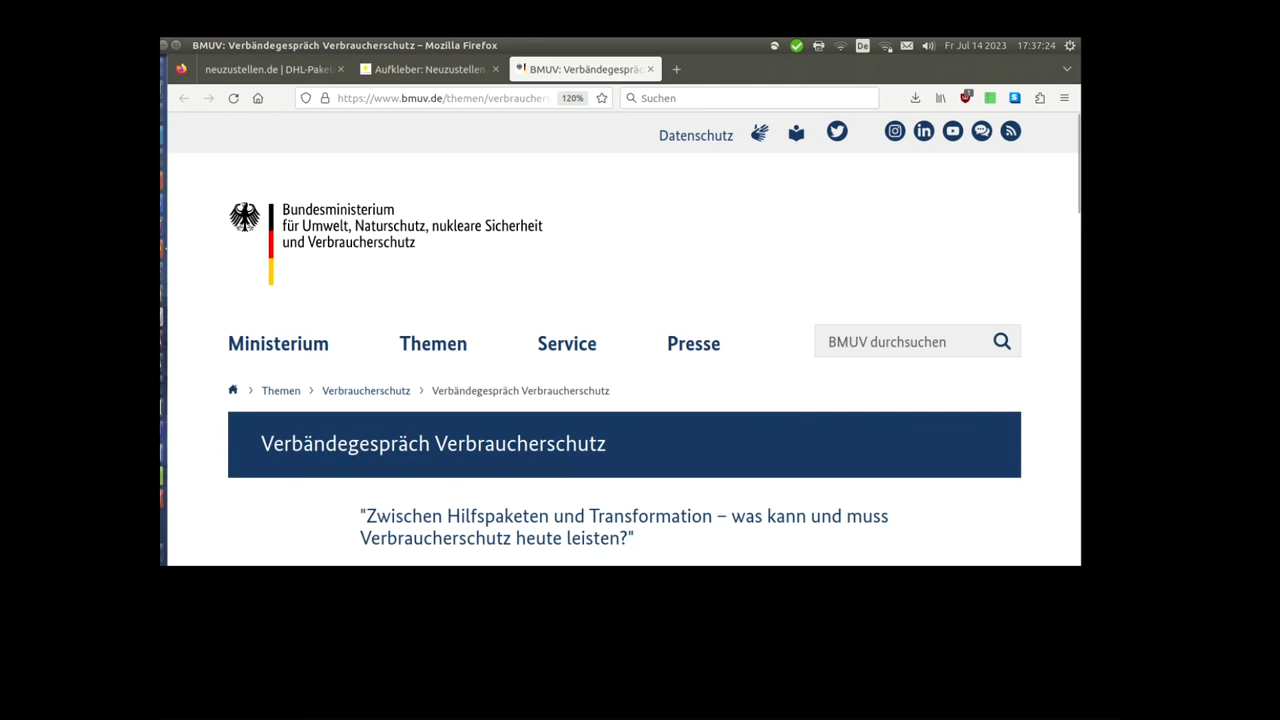 BMUV: Verbändegespräch Verbraucherschutz – Mozilla Firefox
De
Fr Jul 14 2023
17:37:24
neuzustellen.de | DHL-Paket
Aufkleber: Neuzustellen.
BMUV: Verbändegespräc
https://www.bmuv.de/themen/verbraucher
120%
Suchen
Datenschutz
Bundesministerium
für Umwelt, Naturschutz, nukleare Sicherheit
und Verbraucherschutz
Ministerium
Themen
Service
Presse
BMUV durchsuchen
Themen > Verbraucherschutz > Verbändegespräch Verbraucherschutz
Verbändegespräch Verbraucherschutz
"Zwischen Hilfspaketen und Transformation – was kann und muss
Verbraucherschutz heute leisten?"